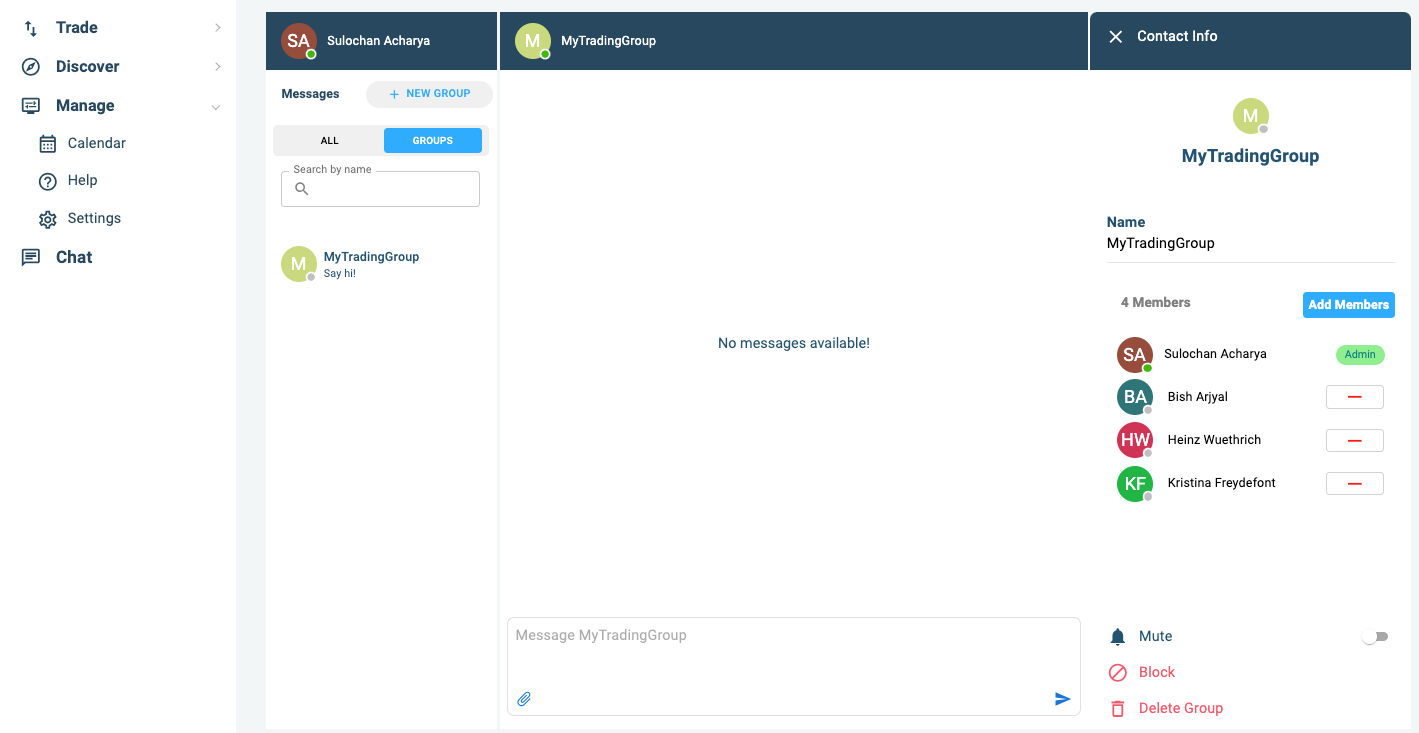 Trade
Discover
Manage
Calendar
Help
Settings
Chat
SA
Sulochan Acharya
Messages
+ NEW GROUP
ALL
GROUPS
Search by name
M
MyTradingGroup
Say hi!
M
MyTradingGroup
No messages available!
Message MyTradingGroup
Contact Info
M
MyTradingGroup
Name
MyTradingGroup
4 Members
Add Members
SA
Sulochan Acharya
Admin
BA
Bish Arjyal
HW
Heinz Wuethrich
KF
Kristina Freydefont
Mute
Block
Delete Group